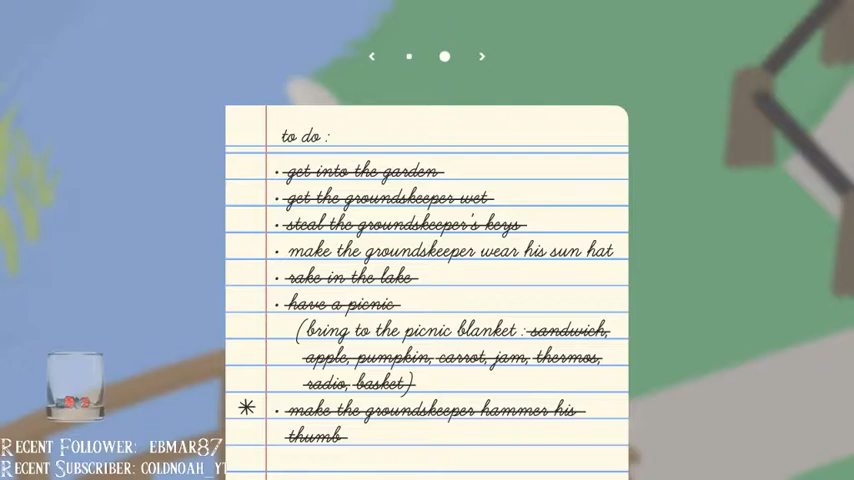 to do :
· get into the garden
· get the groundskeeper wet
· steal the groundskeeper's keys
· make the groundskeeper wear his sun hat
· rake in the lake
· have a picnic
(bring to the picnic blanket : sandwich,
apple, pumpkin, carrot, jam, thermos,
radio, basket)
· make the groundskeeper hammer his
thumb
Recent Follower: ebmar87
Recent Subscriber: coldnoah_yt